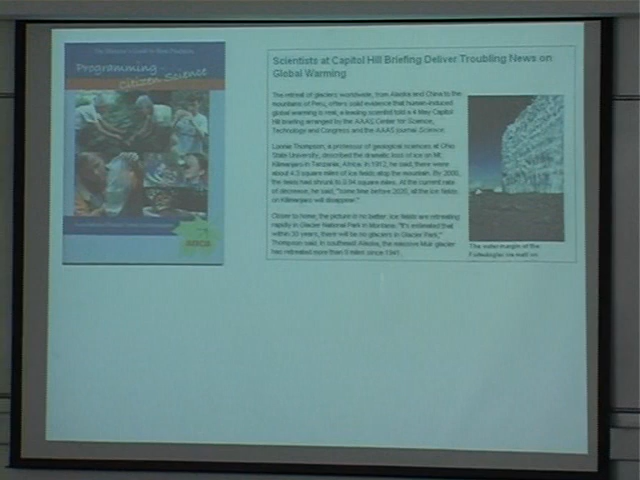 Programming
Citizen Science
Scientists at Capitol Hill Briefing Deliver Troubling News on
Global Warming
The retreat of glaciers worldwide, from Alaska and China to the
mountains of Peru, offers solid evidence that human-induced
global warming is real, a leading scientist told a 4 May Capitol
Hill briefing arranged by the AAAS Center for Science,
Technology and Congress and the AAAS journal Science.
Lonnie Thompson, a professor of geological sciences at Ohio
State University, described the dramatic loss of ice on Mt.
Kilimanjaro in Tanzania, Africa. In 1912, he said, there were
about 4.3 square miles of ice fields atop the mountain. By 2000,
the had shrunk to 0.94 square miles. At the current rate
of decrease, he said, "some time before 2020, all the ice fields
on Kilimanjaro will disappear."
Closer to home, the picture is no better. Ice fields are retreating
rapidly in Glacier National Park in Montana. "It's estimated that
within 30 years, there will be no glaciers in Glacier Park,"
Thompson said. In southeast Alaska, the massive Muir glacier
has retreated more than 5 miles since 1941.
The water margin of the